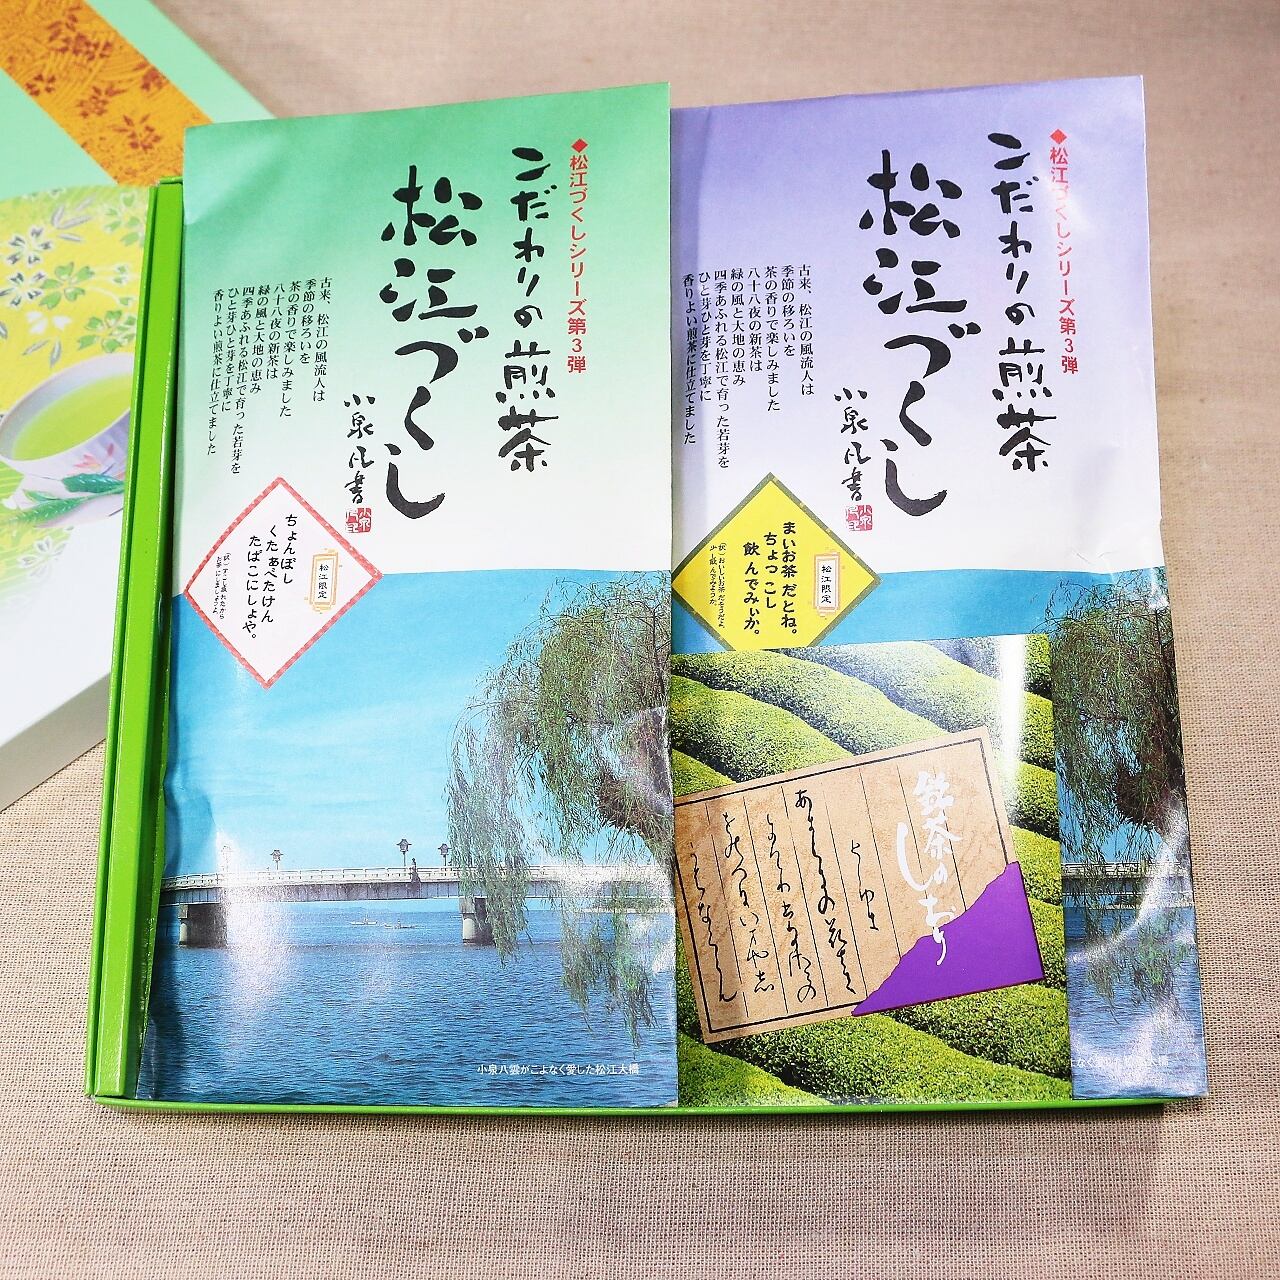 ◆松江づくしシリーズ第3弾
こだわりの煎茶
松江づくし
小泉凡書
古来、松江の風流人は
季節の移ろいを
茶の香りで楽しみました
八十八夜の新茶は
緑の風と大地の恵み
四季あふれる松江で育った若芽を
ひと芽ひと芽を丁寧に
香りよい煎茶に仕立てました
松江限定
ちょんぼし
くたあべたけん
たばこにしょや。
小泉八雲がこよなく愛した松江大橋
◆松江づくしシリーズ第3弾
こだわりの煎茶
松江づくし
小泉凡書
古来、松江の風流人は
季節の移ろいを
茶の香りで楽しみました
八十八夜の新茶は
緑の風と大地の恵み
四季あふれる松江で育った若芽を
ひと芽ひと芽を丁寧に
香りよい煎茶に仕立てました
松江限定
まいお茶だとね。
ちょっこし
飲んでみぃか。
銘茶のしおり